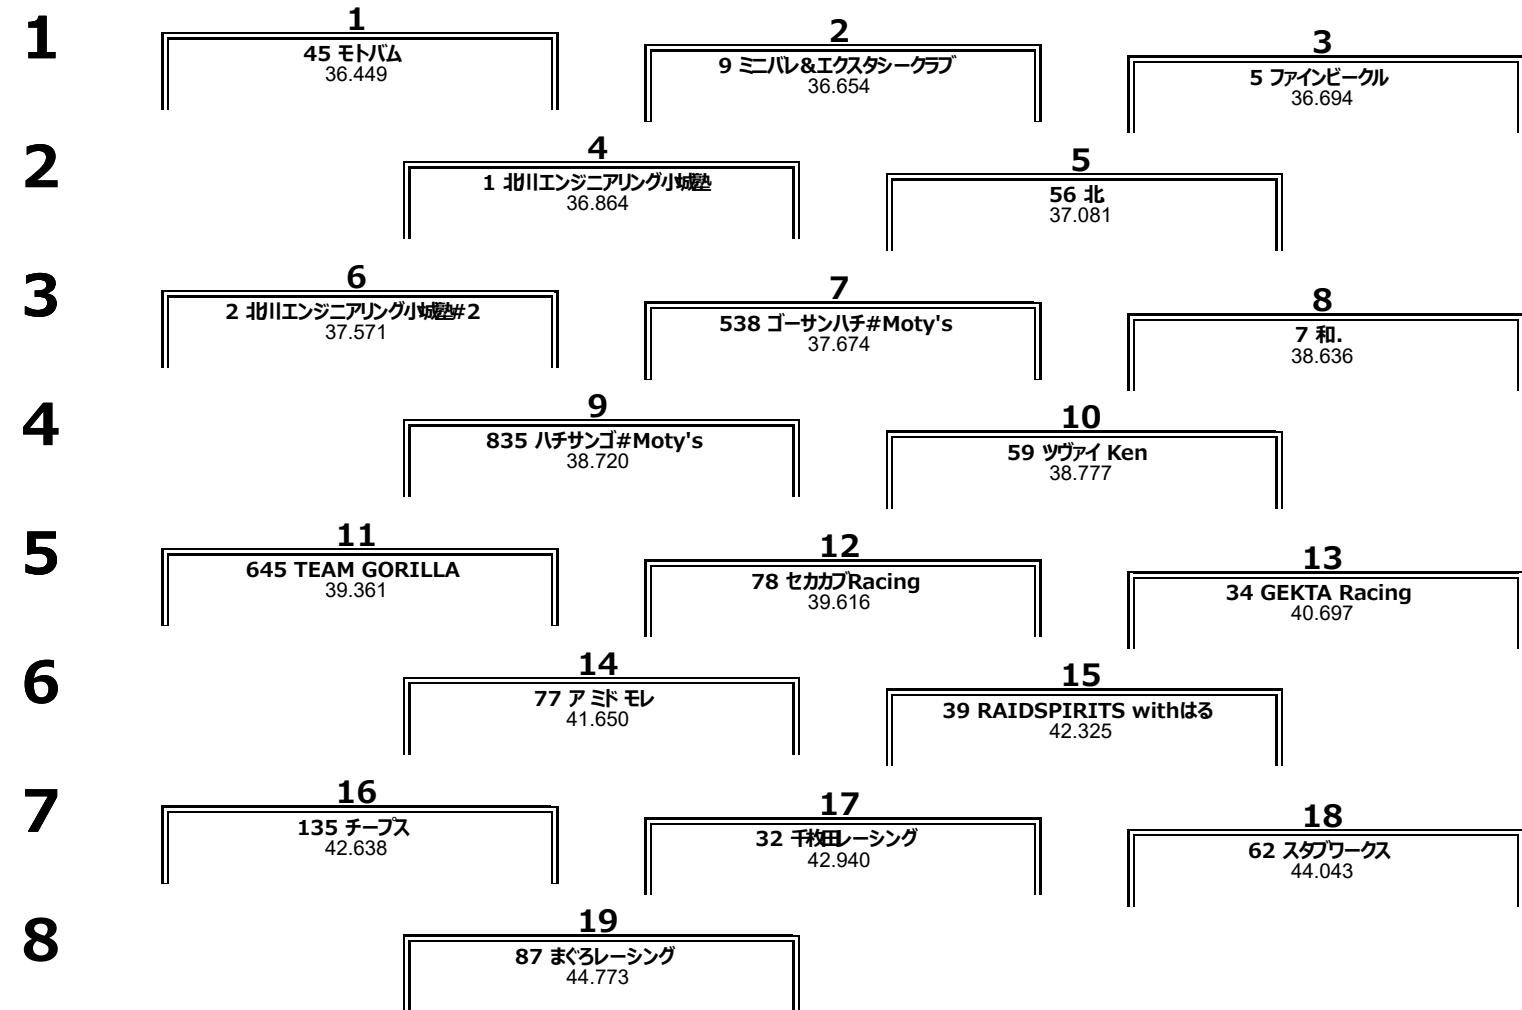 1
1
45 モトバム
36.449
2
9 ミニバレ&エクスタシークラブ
36.654
3
5 ファインビークル
36.694
2
4
1 北川エンジニアリング小城塾
36.864
5
56 北
37.081
3
6
2 北川エンジニアリング小城塾#2
37.571
7
538 ゴーサンハチ#Moty's
37.674
8
7 和.
38.636
4
9
835 ハチサンゴ#Moty's
38.720
10
59 ツヴァイ Ken
38.777
5
11
645 TEAM GORILLA
39.361
12
78 セカカブRacing
39.616
13
34 GEKTA Racing
40.697
6
14
77 ア ミド モレ
41.650
15
39 RAIDSPIRITS withはる
42.325
7
16
135 チープス
42.638
17
32 千枚田レーシング
42.940
18
62 スタブワークス
44.043
8
19
87 まぐろレーシング
44.773